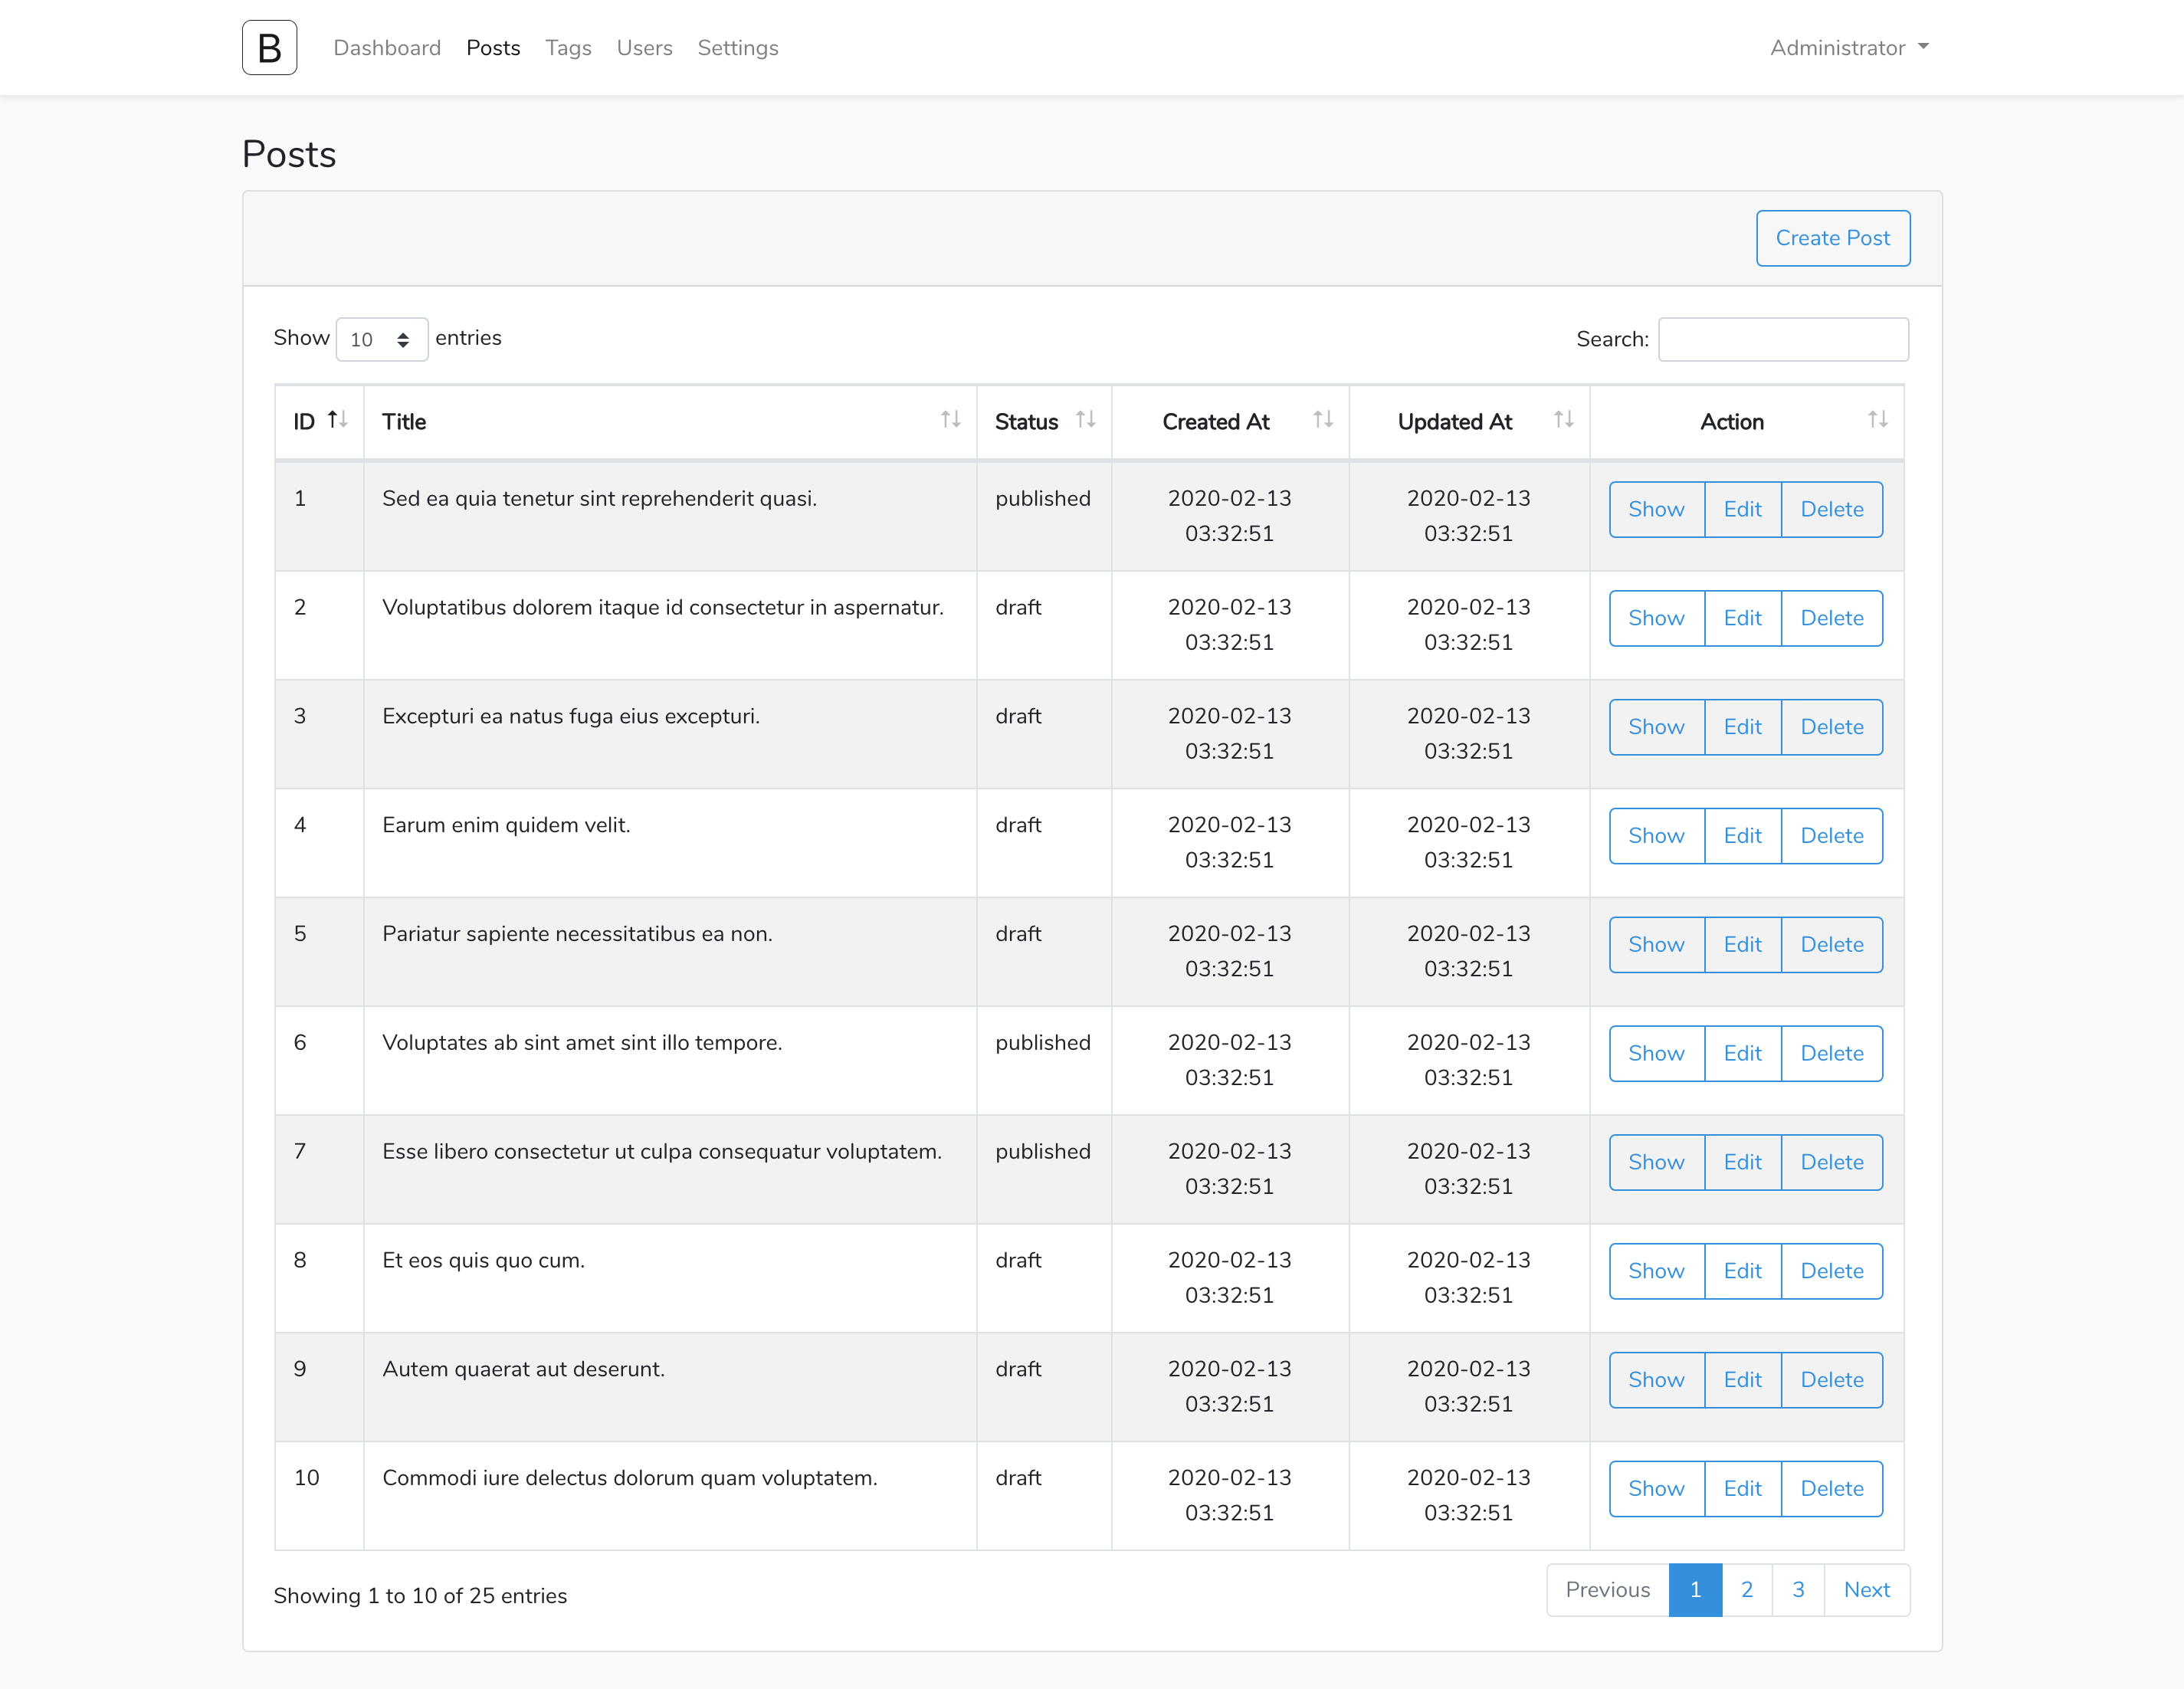 B Dashboard Posts Tags Users Settings Administrator
Posts
Create Post
Show 10 entries Search:
ID Title Status Created At Updated At Action
1 Sed ea quia tenetur sint reprehenderit quasi. published 2020-02-13 2020-02-13 Show Edit Delete
03:32:51 03:32:51
2 Voluptatibus dolorem itaque id consectetur in aspernatur. draft 2020-02-13 2020-02-13 Show Edit Delete
03:32:51 03:32:51
3 Excepturi ea natus fuga eius excepturi. draft 2020-02-13 2020-02-13 Show Edit Delete
03:32:51 03:32:51
4 Earum enim quidem velit. draft 2020-02-13 2020-02-13 Show Edit Delete
03:32:51 03:32:51
5 Pariatur sapiente necessitatibus ea non. draft 2020-02-13 2020-02-13 Show Edit Delete
03:32:51 03:32:51
6 Voluptates ab sint amet sint illo tempore. published 2020-02-13 2020-02-13 Show Edit Delete
03:32:51 03:32:51
7 Esse libero consectetur ut culpa consequatur voluptatem. published 2020-02-13 2020-02-13 Show Edit Delete
03:32:51 03:32:51
8 Et eos quis quo cum. draft 2020-02-13 2020-02-13 Show Edit Delete
03:32:51 03:32:51
9 Autem quaerat aut deserunt. draft 2020-02-13 2020-02-13 Show Edit Delete
03:32:51 03:32:51
10 Commodi iure delectus dolorum quam voluptatem. draft 2020-02-13 2020-02-13 Show Edit Delete
03:32:51 03:32:51
Showing 1 to 10 of 25 entries Previous 1 2 3 Next